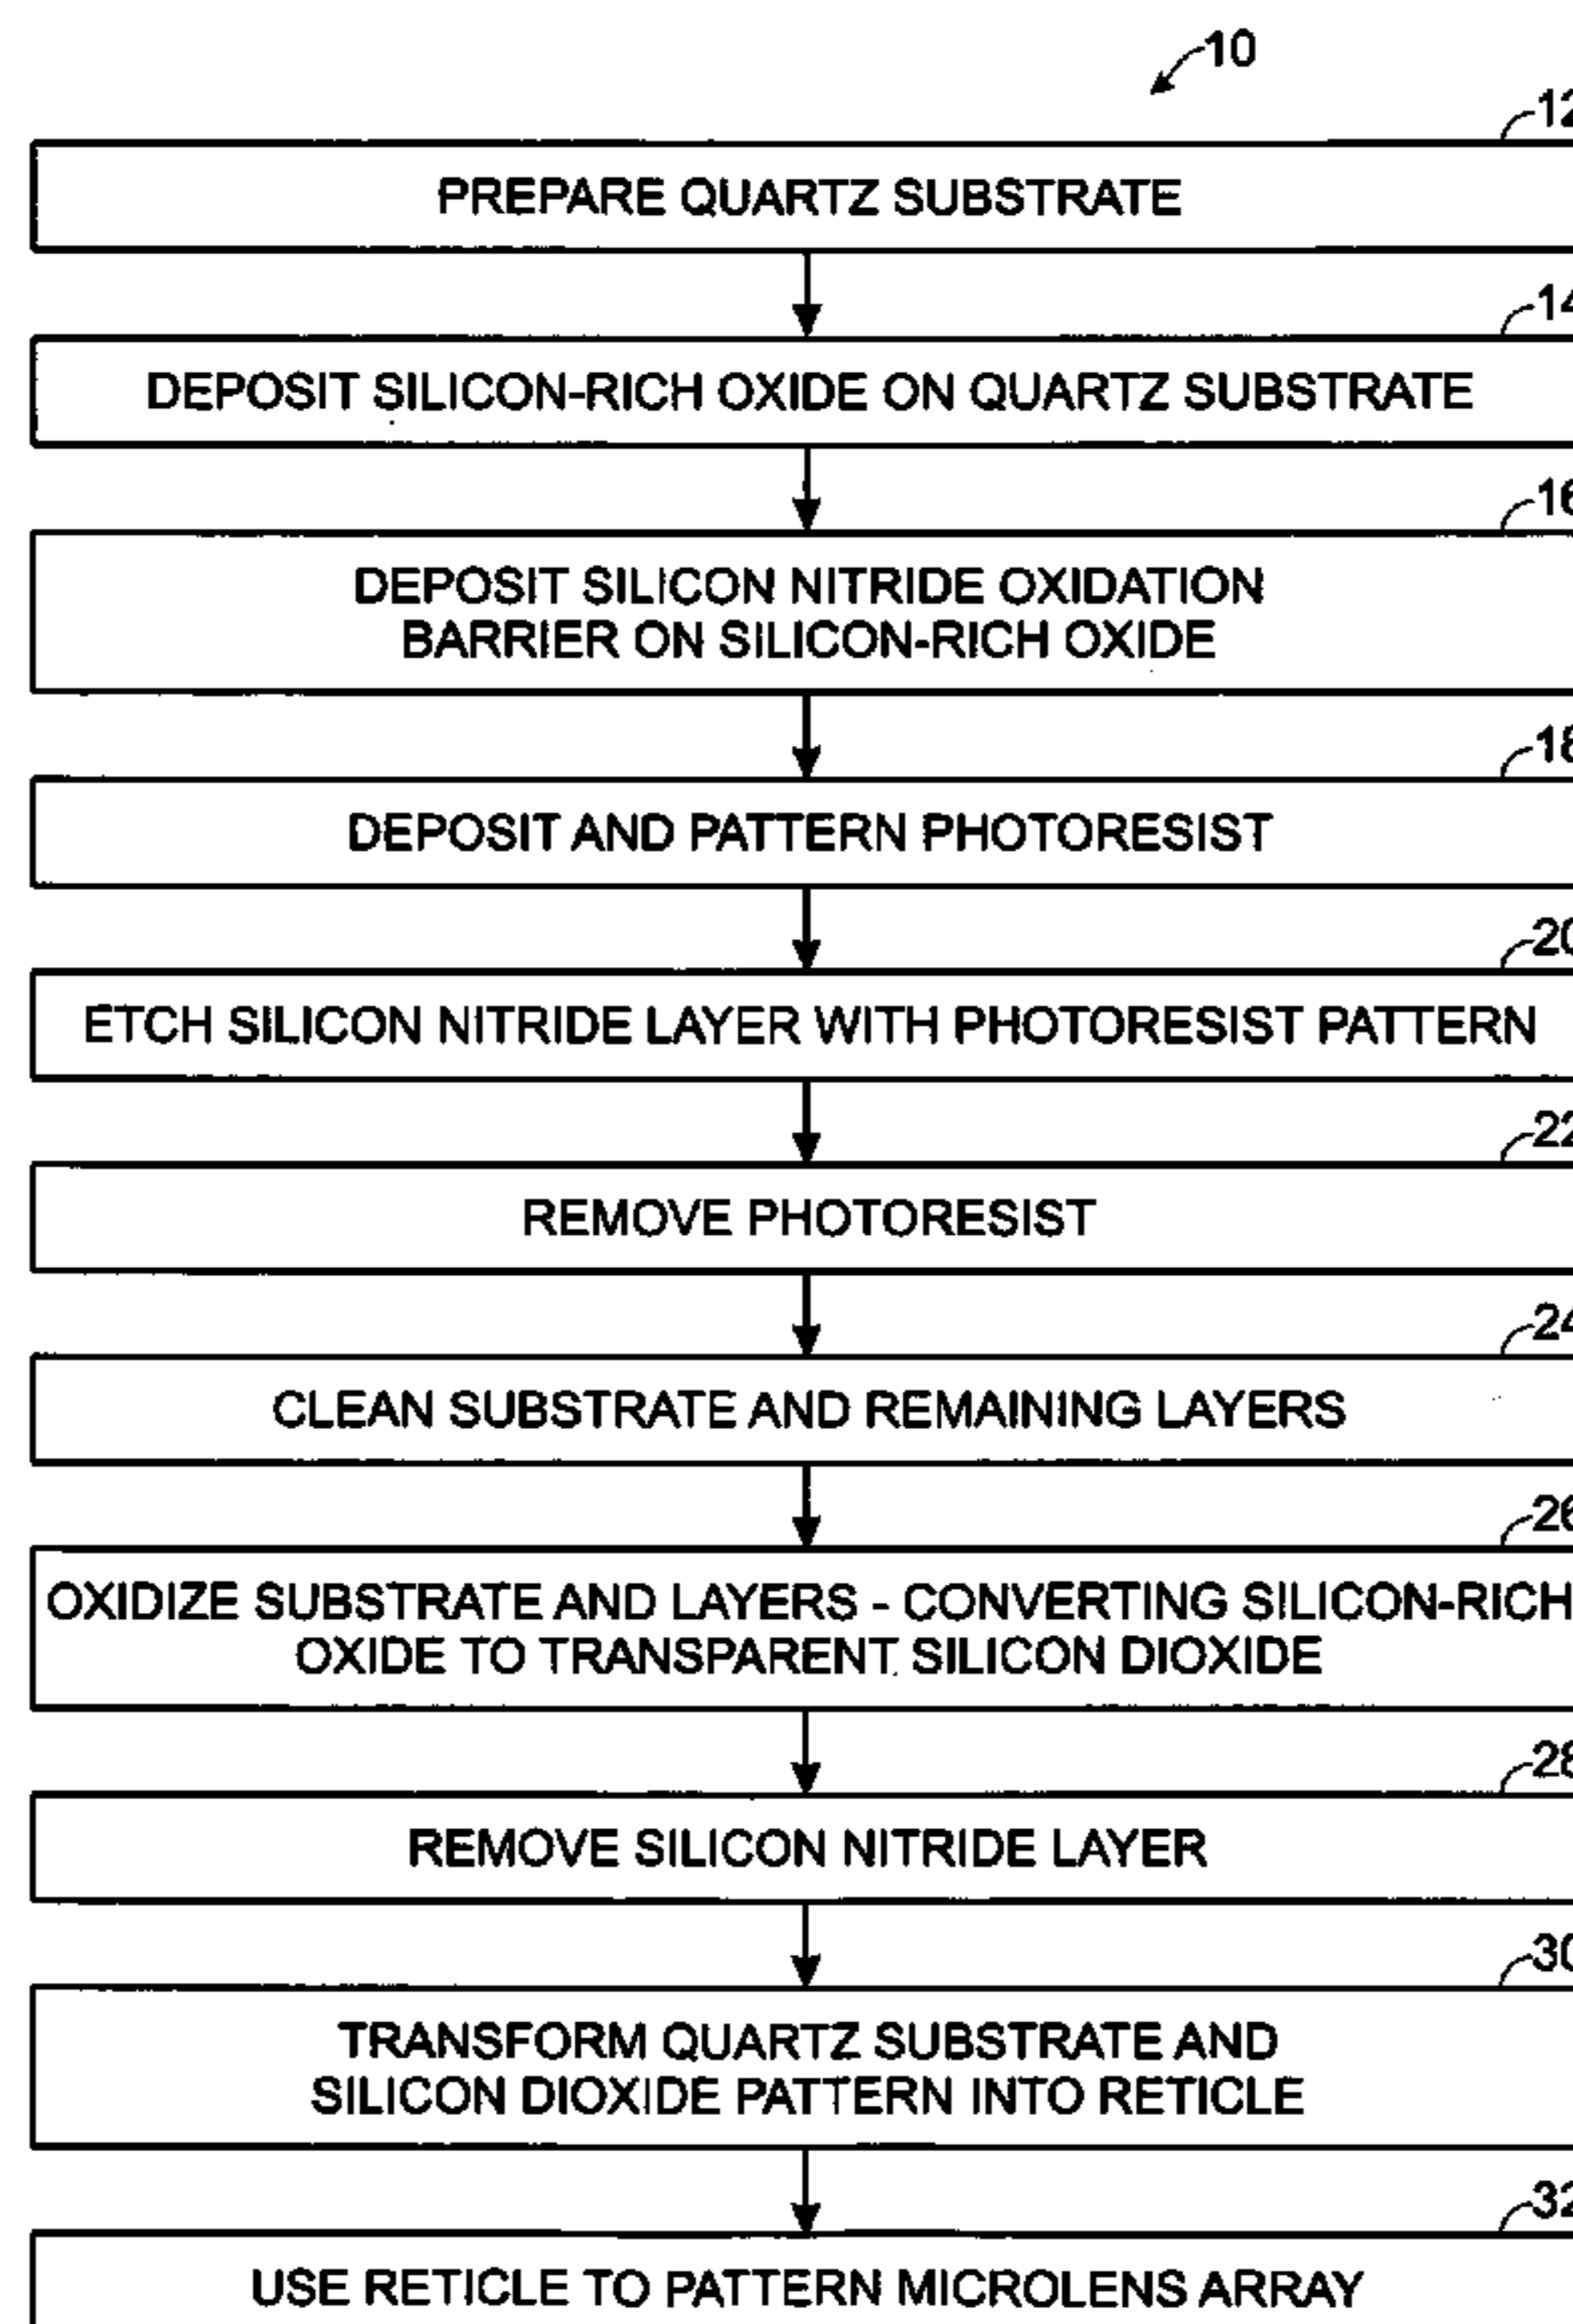 10
12
PREPARE QUARTZ SUBSTRATE
14
DEPOSIT SILICON-RICH OXIDE ON QUARTZ SUBSTRATE
16
DEPOSIT SILICON NITRIDE OXIDATION
BARRIER ON SILICON-RICH OXIDE
18
DEPOSIT AND PATTERN PHOTORESIST
20
ETCH SILICON NITRIDE LAYER WITH PHOTORESIST PATTERN
22
REMOVE PHOTORESIST
24
CLEAN SUBSTRATE AND REMAINING LAYERS
26
OXIDIZE SUBSTRATE AND LAYERS - CONVERTING SILICON-RICH
OXIDE TO TRANSPARENT SILICON DIOXIDE
28
REMOVE SILICON NITRIDE LAYER
30
TRANSFORM QUARTZ SUBSTRATE AND
SILICON DIOXIDE PATTERN INTO RETICLE
32
USE RETICLE TO PATTERN MICROLENS ARRAY